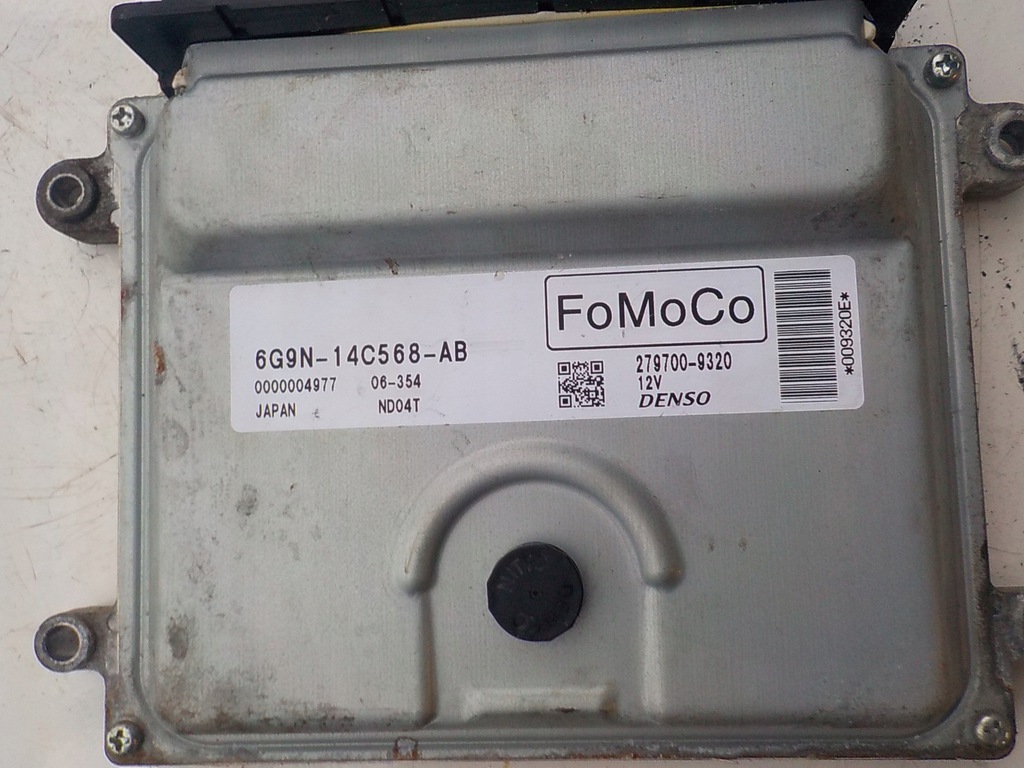 FoMoCo
6G9N-14C568-AB
0000004977 06-354
JAPAN ND04T
279700-9320
12V
DENSO
*009320E*